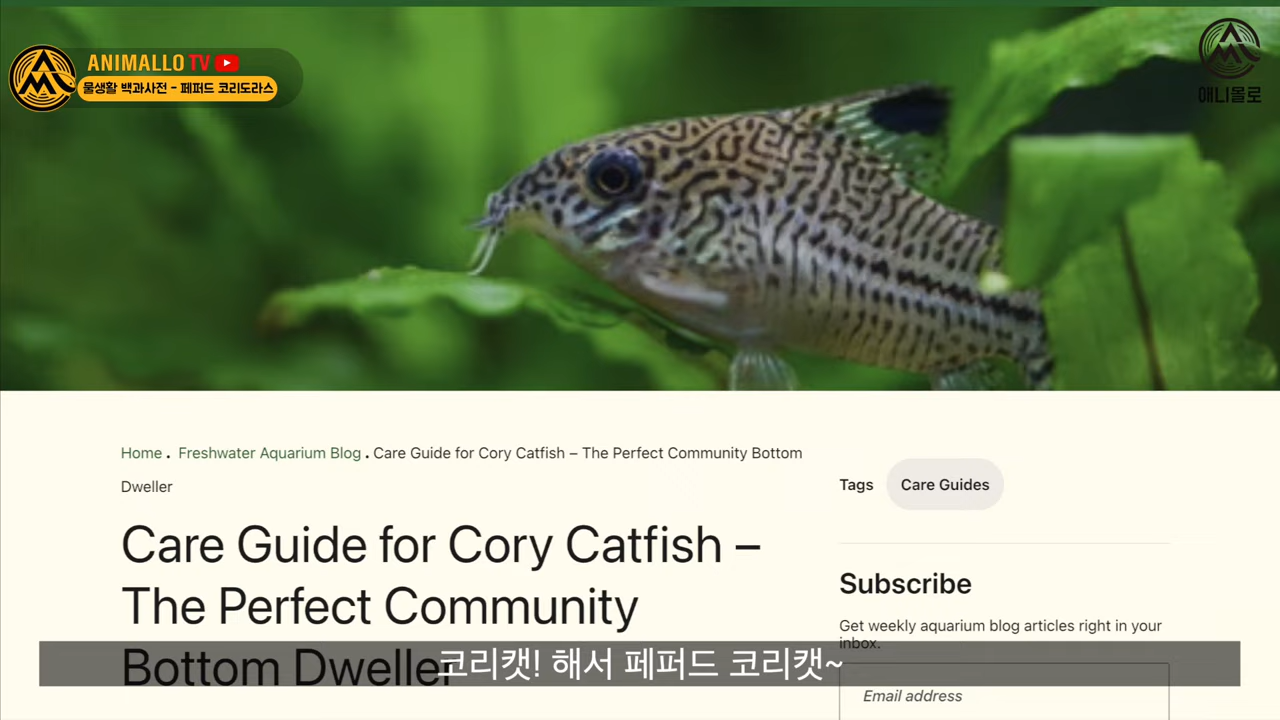 ANIMALLO TV
물생활 백과사전 - 페퍼드 코리도라스
애니몰로
Home . Freshwater Aquarium Blog . Care Guide for Cory Catfish – The Perfect Community Bottom
Dweller
Care Guide for Cory Catfish –
The Perfect Community
Bottom Dweller
Tags Care Guides
Subscribe
Get weekly aquarium blog articles right in your
inbox.
Email address
코리캣! 해서 페퍼드 코리캣~